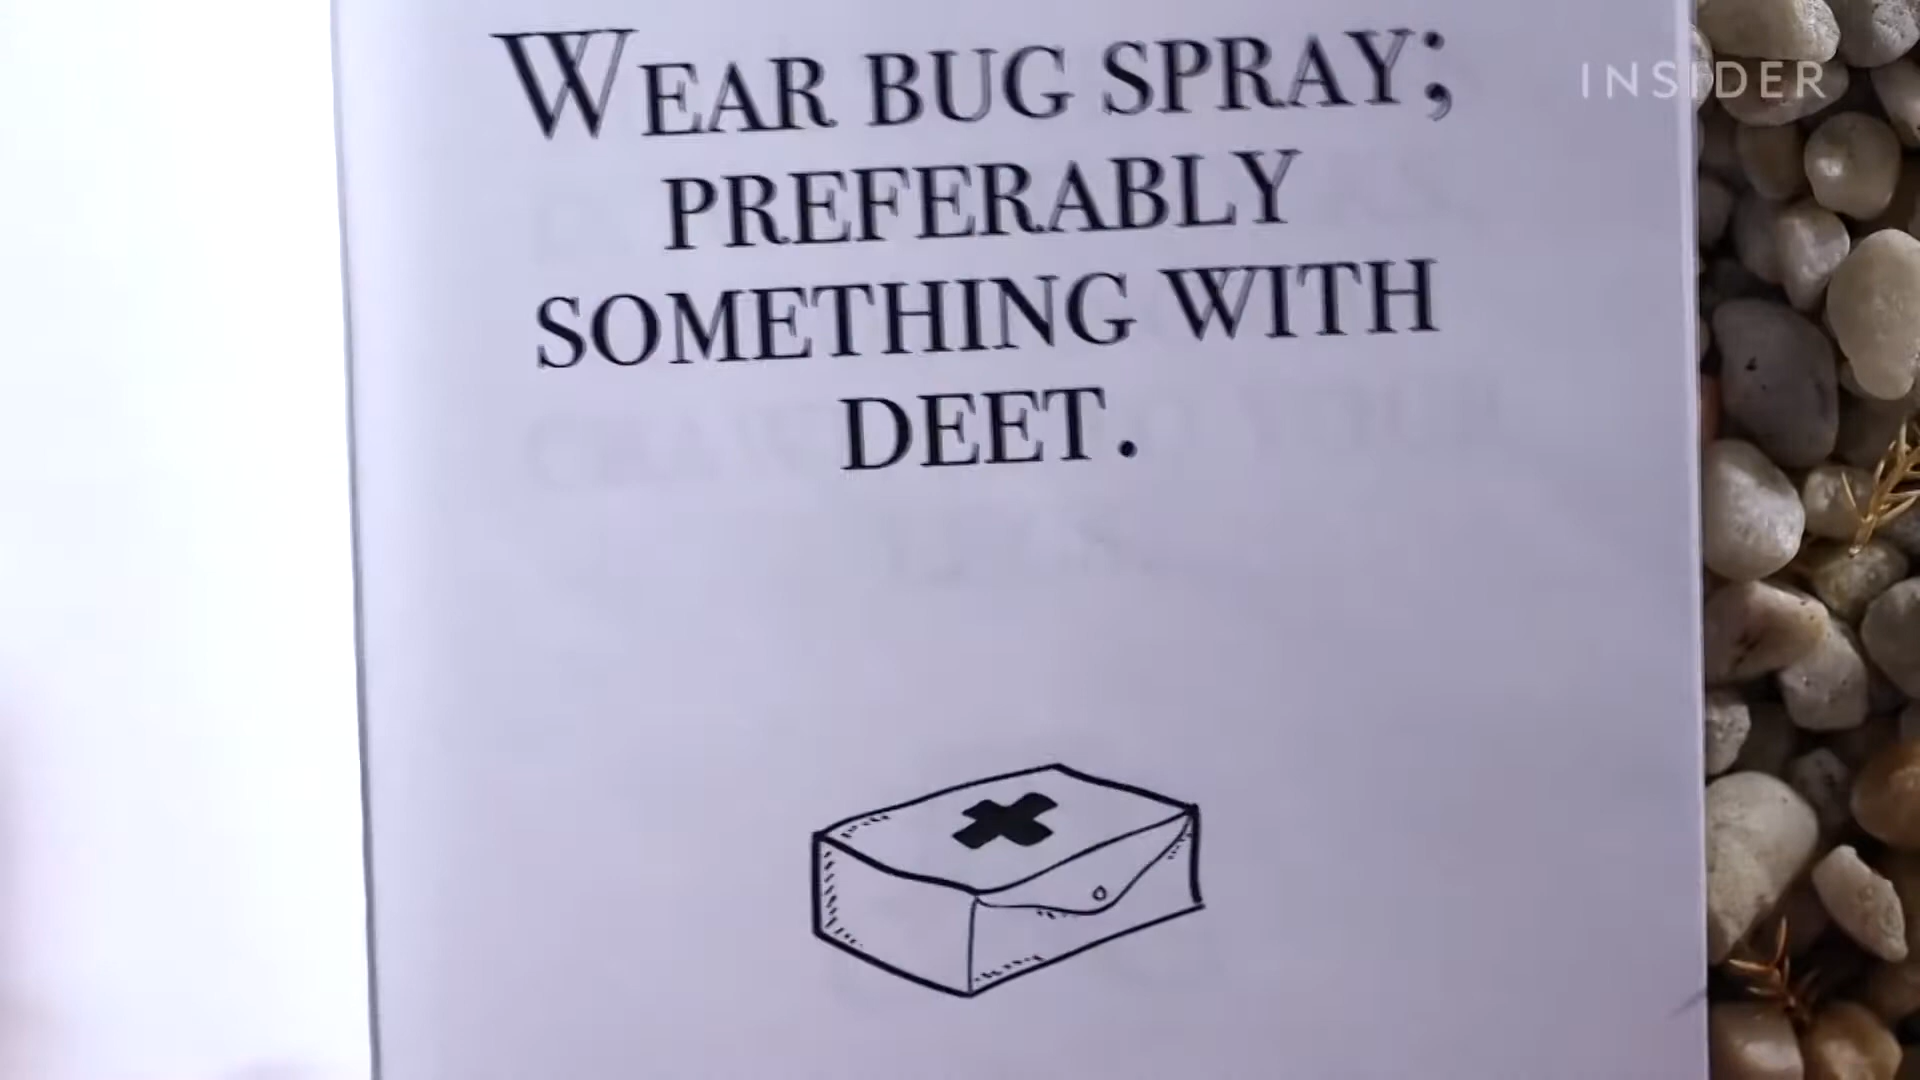 WEAR BUG SPRAY;
PREFERABLY
SOMETHING WITH
DEET.
INSIDER